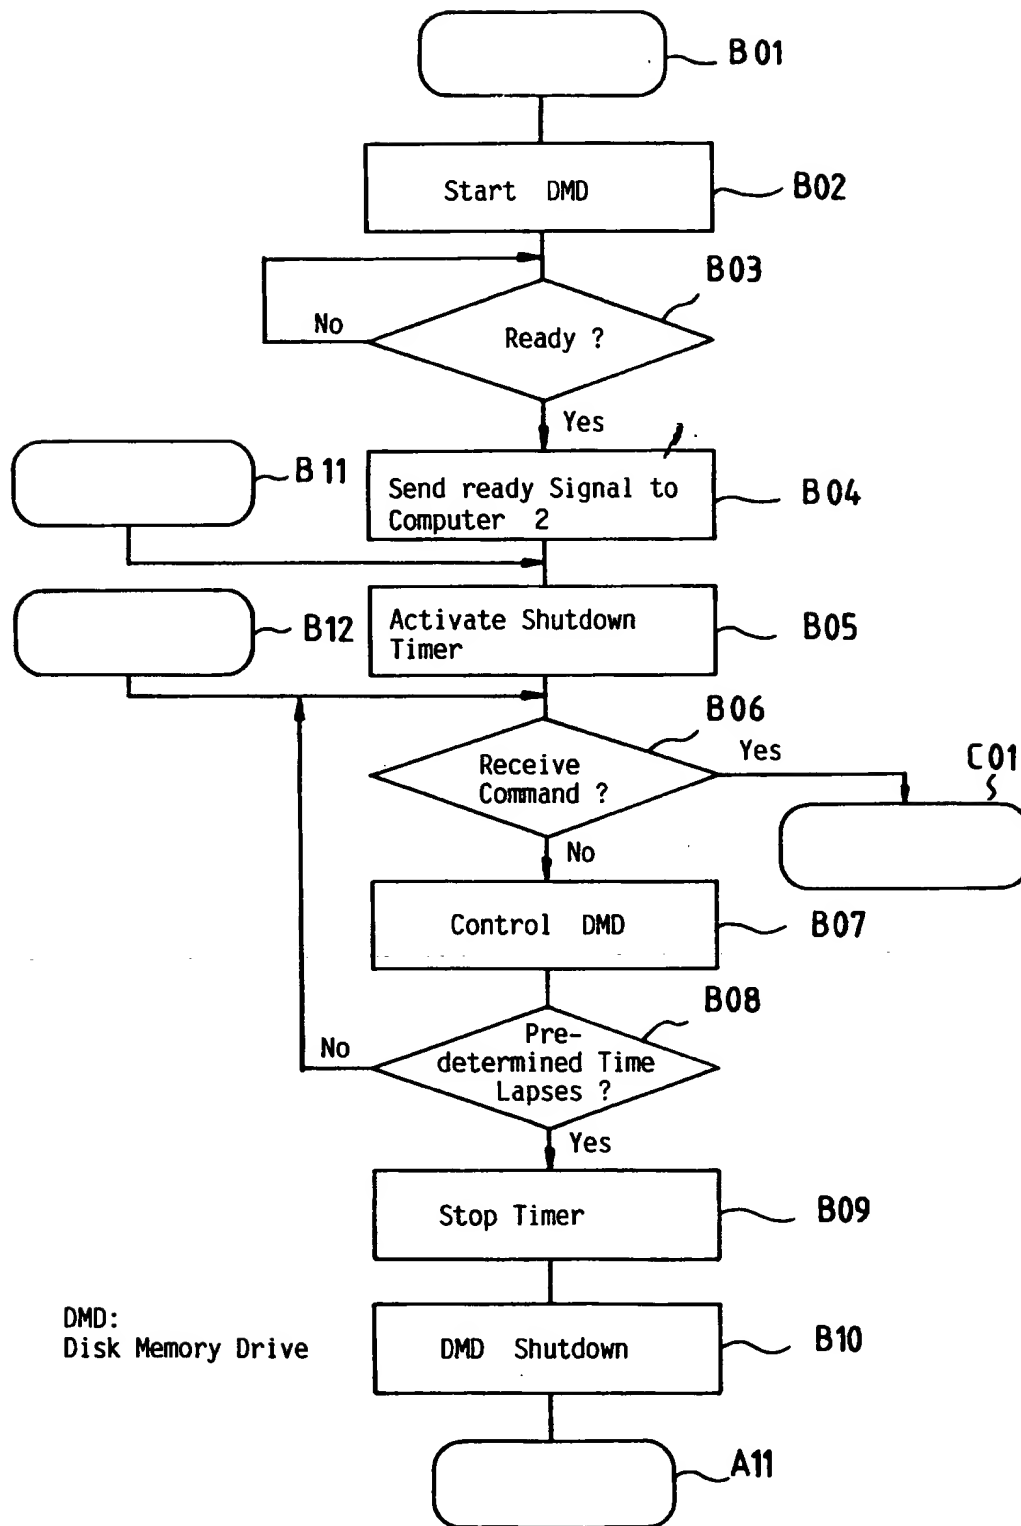 B01
Start DMD
B02
B03
Ready ?
No
Yes
B11
Send ready Signal to
Computer 2
B04
B12
Activate Shutdown
Timer
B05
B06
Receive
Command ?
Yes
C01
No
Control DMD
B07
B08
Pre-
determined Time
Lapses ?
No
Yes
Stop Timer
B09
DMD:
Disk Memory Drive
DMD Shutdown
B10
A11